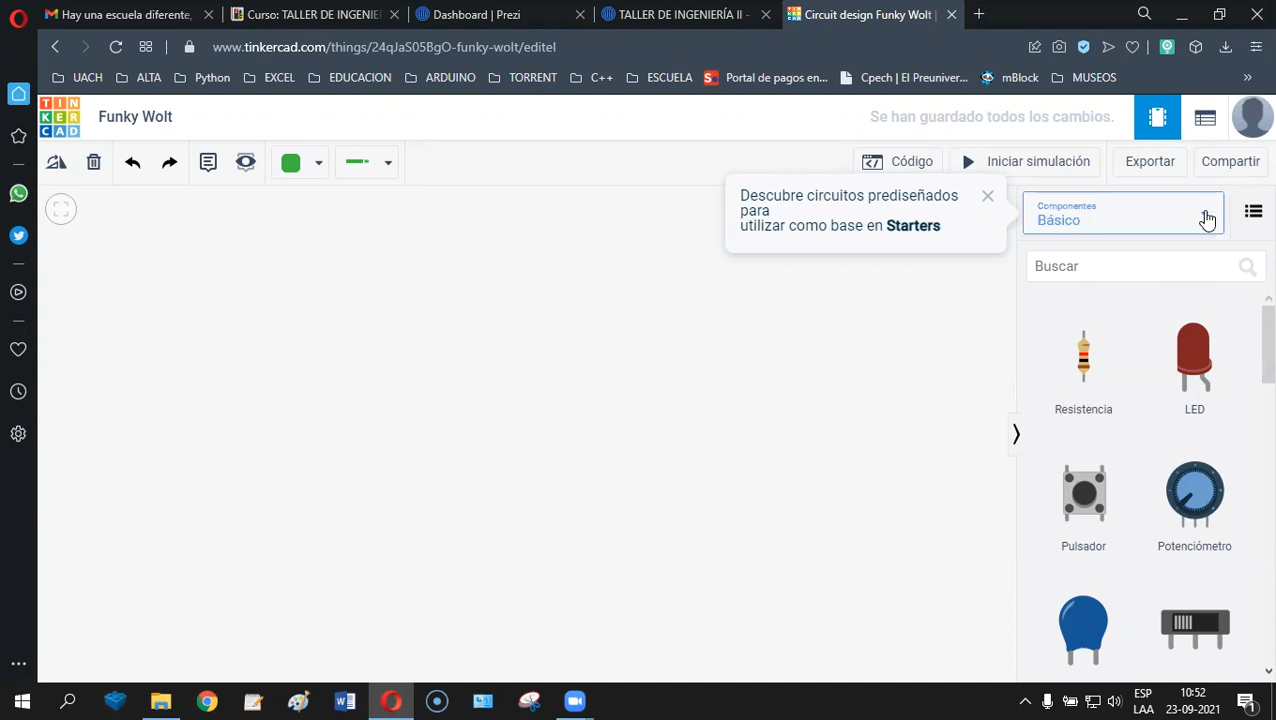 Hay una escuela diferente,
Curso: TALLER DE INGENIE
Dashboard | Prezi
TALLER DE INGENIERÍA II -
Circuit design Funky Wolt |
www.tinkercad.com/things/24qJaS05BgO-funky-wolt/editel
UACH
ALTA
Python
EXCEL
EDUCACION
ARDUINO
TORRENT
C++
ESCUELA
Portal de pagos en...
Cpech | El Preuniver...
mBlock
MUSEOS
TINKERCAD
Funky Wolt
Se han guardado todos los cambios.
Código
Iniciar simulación
Exportar
Compartir
Descubre circuitos prediseñados
para
utilizar como base en Starters
Componentes
Básico
Buscar
Resistencia
LED
Pulsador
Potenciómetro
ESP
LAA
10:52
23-09-2021
1